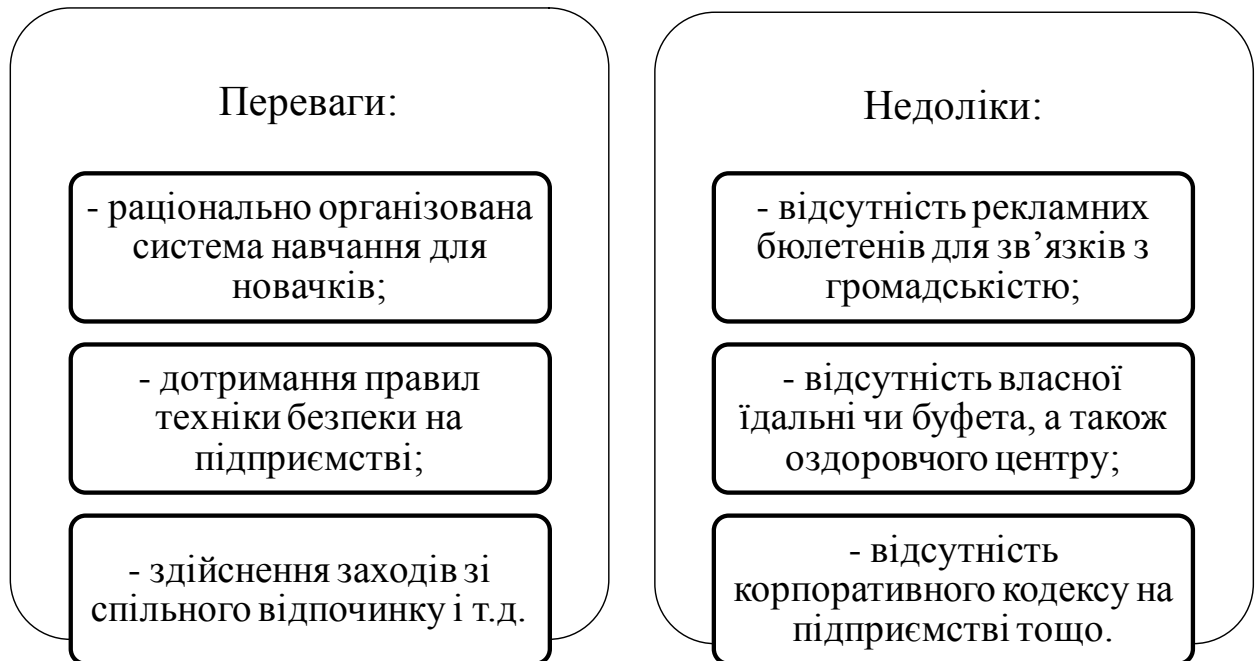 Переваги:
- раціонально організована
система навчання для
новачків;
- дотримання правил
техніки безпеки на
підприємстві;
- здійснення заходів зі
спільного відпочинку і т.д.
Недоліки:
- відсутність рекламних
бюлетенів для зв’язків з
громадськістю;
- відсутність власної
їдальні чи буфета, а також
оздоровчого центру;
- відсутність
корпоративного кодексу на
підприємстві тощо.